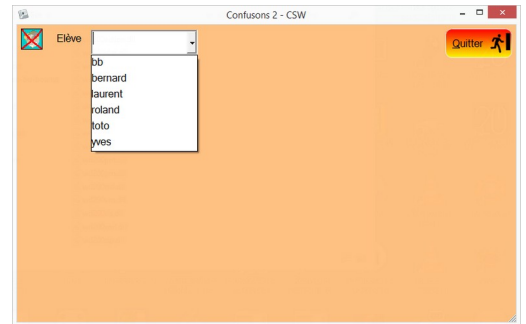 Confusons 2 - CSW
Elève
Quitter
bb
bernard
laurent
roland
toto
yves